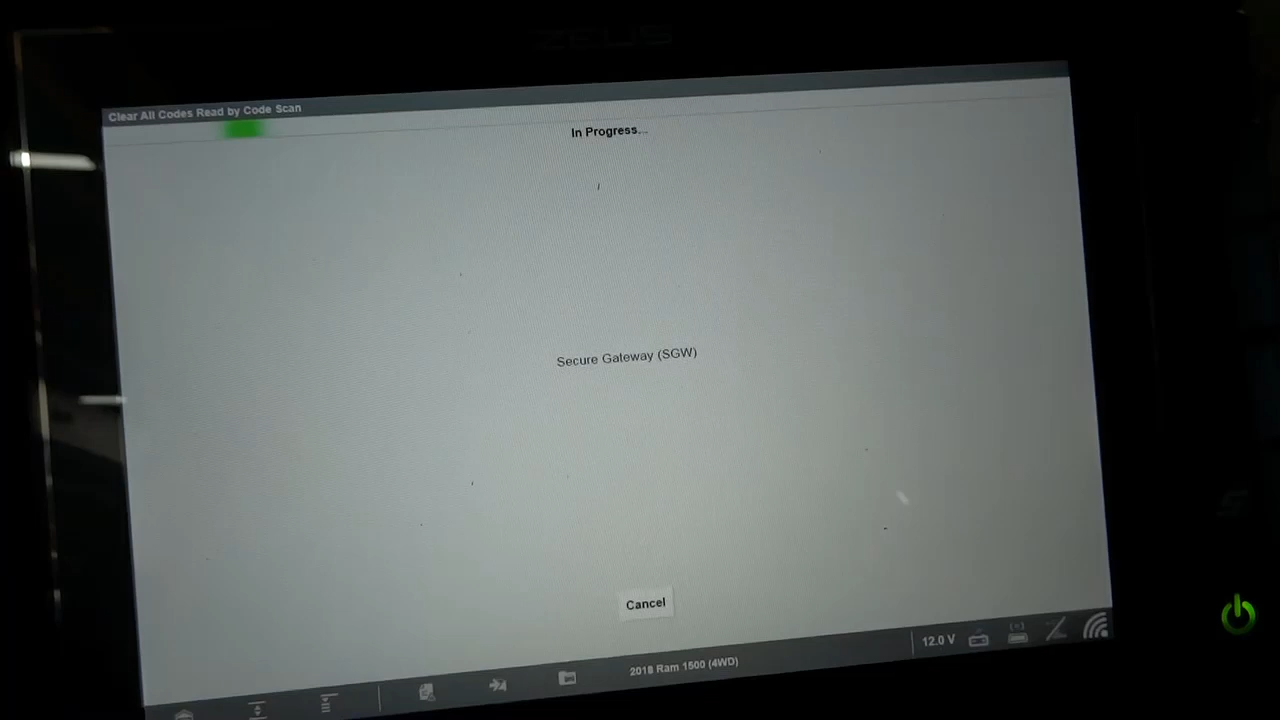 ZEUS
Clear All Codes Read by Code Scan
In Progress...
Secure Gateway (SGW)
Cancel
12.0 V
2018 Ram 1500 (4WD)